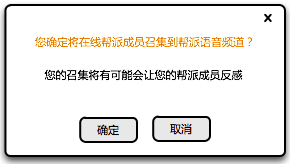 x
您确定将在线帮派成员召集到帮派语音频道？
您的召集将有可能会让您的帮派成员反感
确定
取消